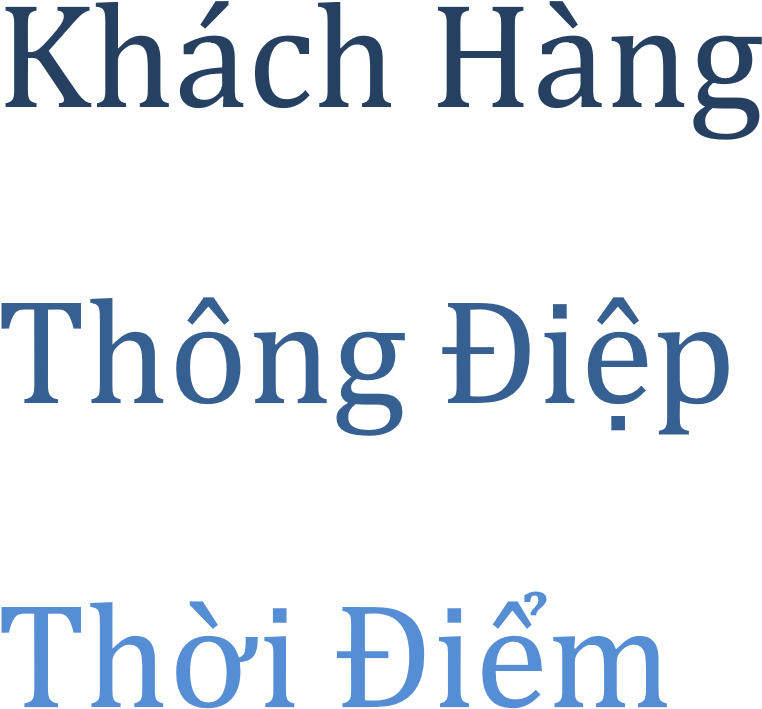 Khách Hàng
Thông Điệp
Thời Điểm